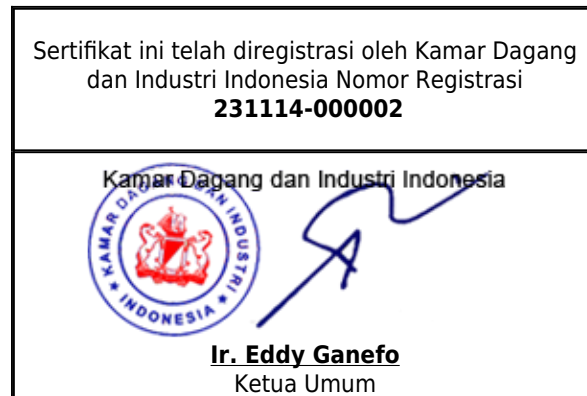 Sertifikat ini telah diregistrasi oleh Kamar Dagang
dan Industri Indonesia Nomor Registrasi
231114-000002
Kamar Dagang dan Industri Indonesia
KAMAR DAGANG DAN INDUSTRI
INDONESIA
Ir. Eddy Ganefo
Ketua Umum